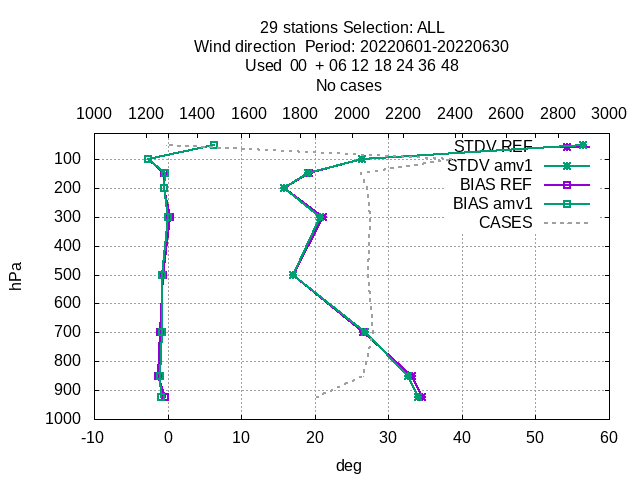 29 stations Selection: ALL
Wind direction  Period: 20220601-20220630
Used  00  + 06 12 18 24 36 48
No cases
1000 1200 1400 1600 1800 2000 2200 2400 2600 2800 3000
STDV REF
STDV amv1
BIAS REF
BIAS amv1
CASES
100
200
300
400
500
600
700
800
900
1000
hPa
-10 0 10 20 30 40 50 60
deg